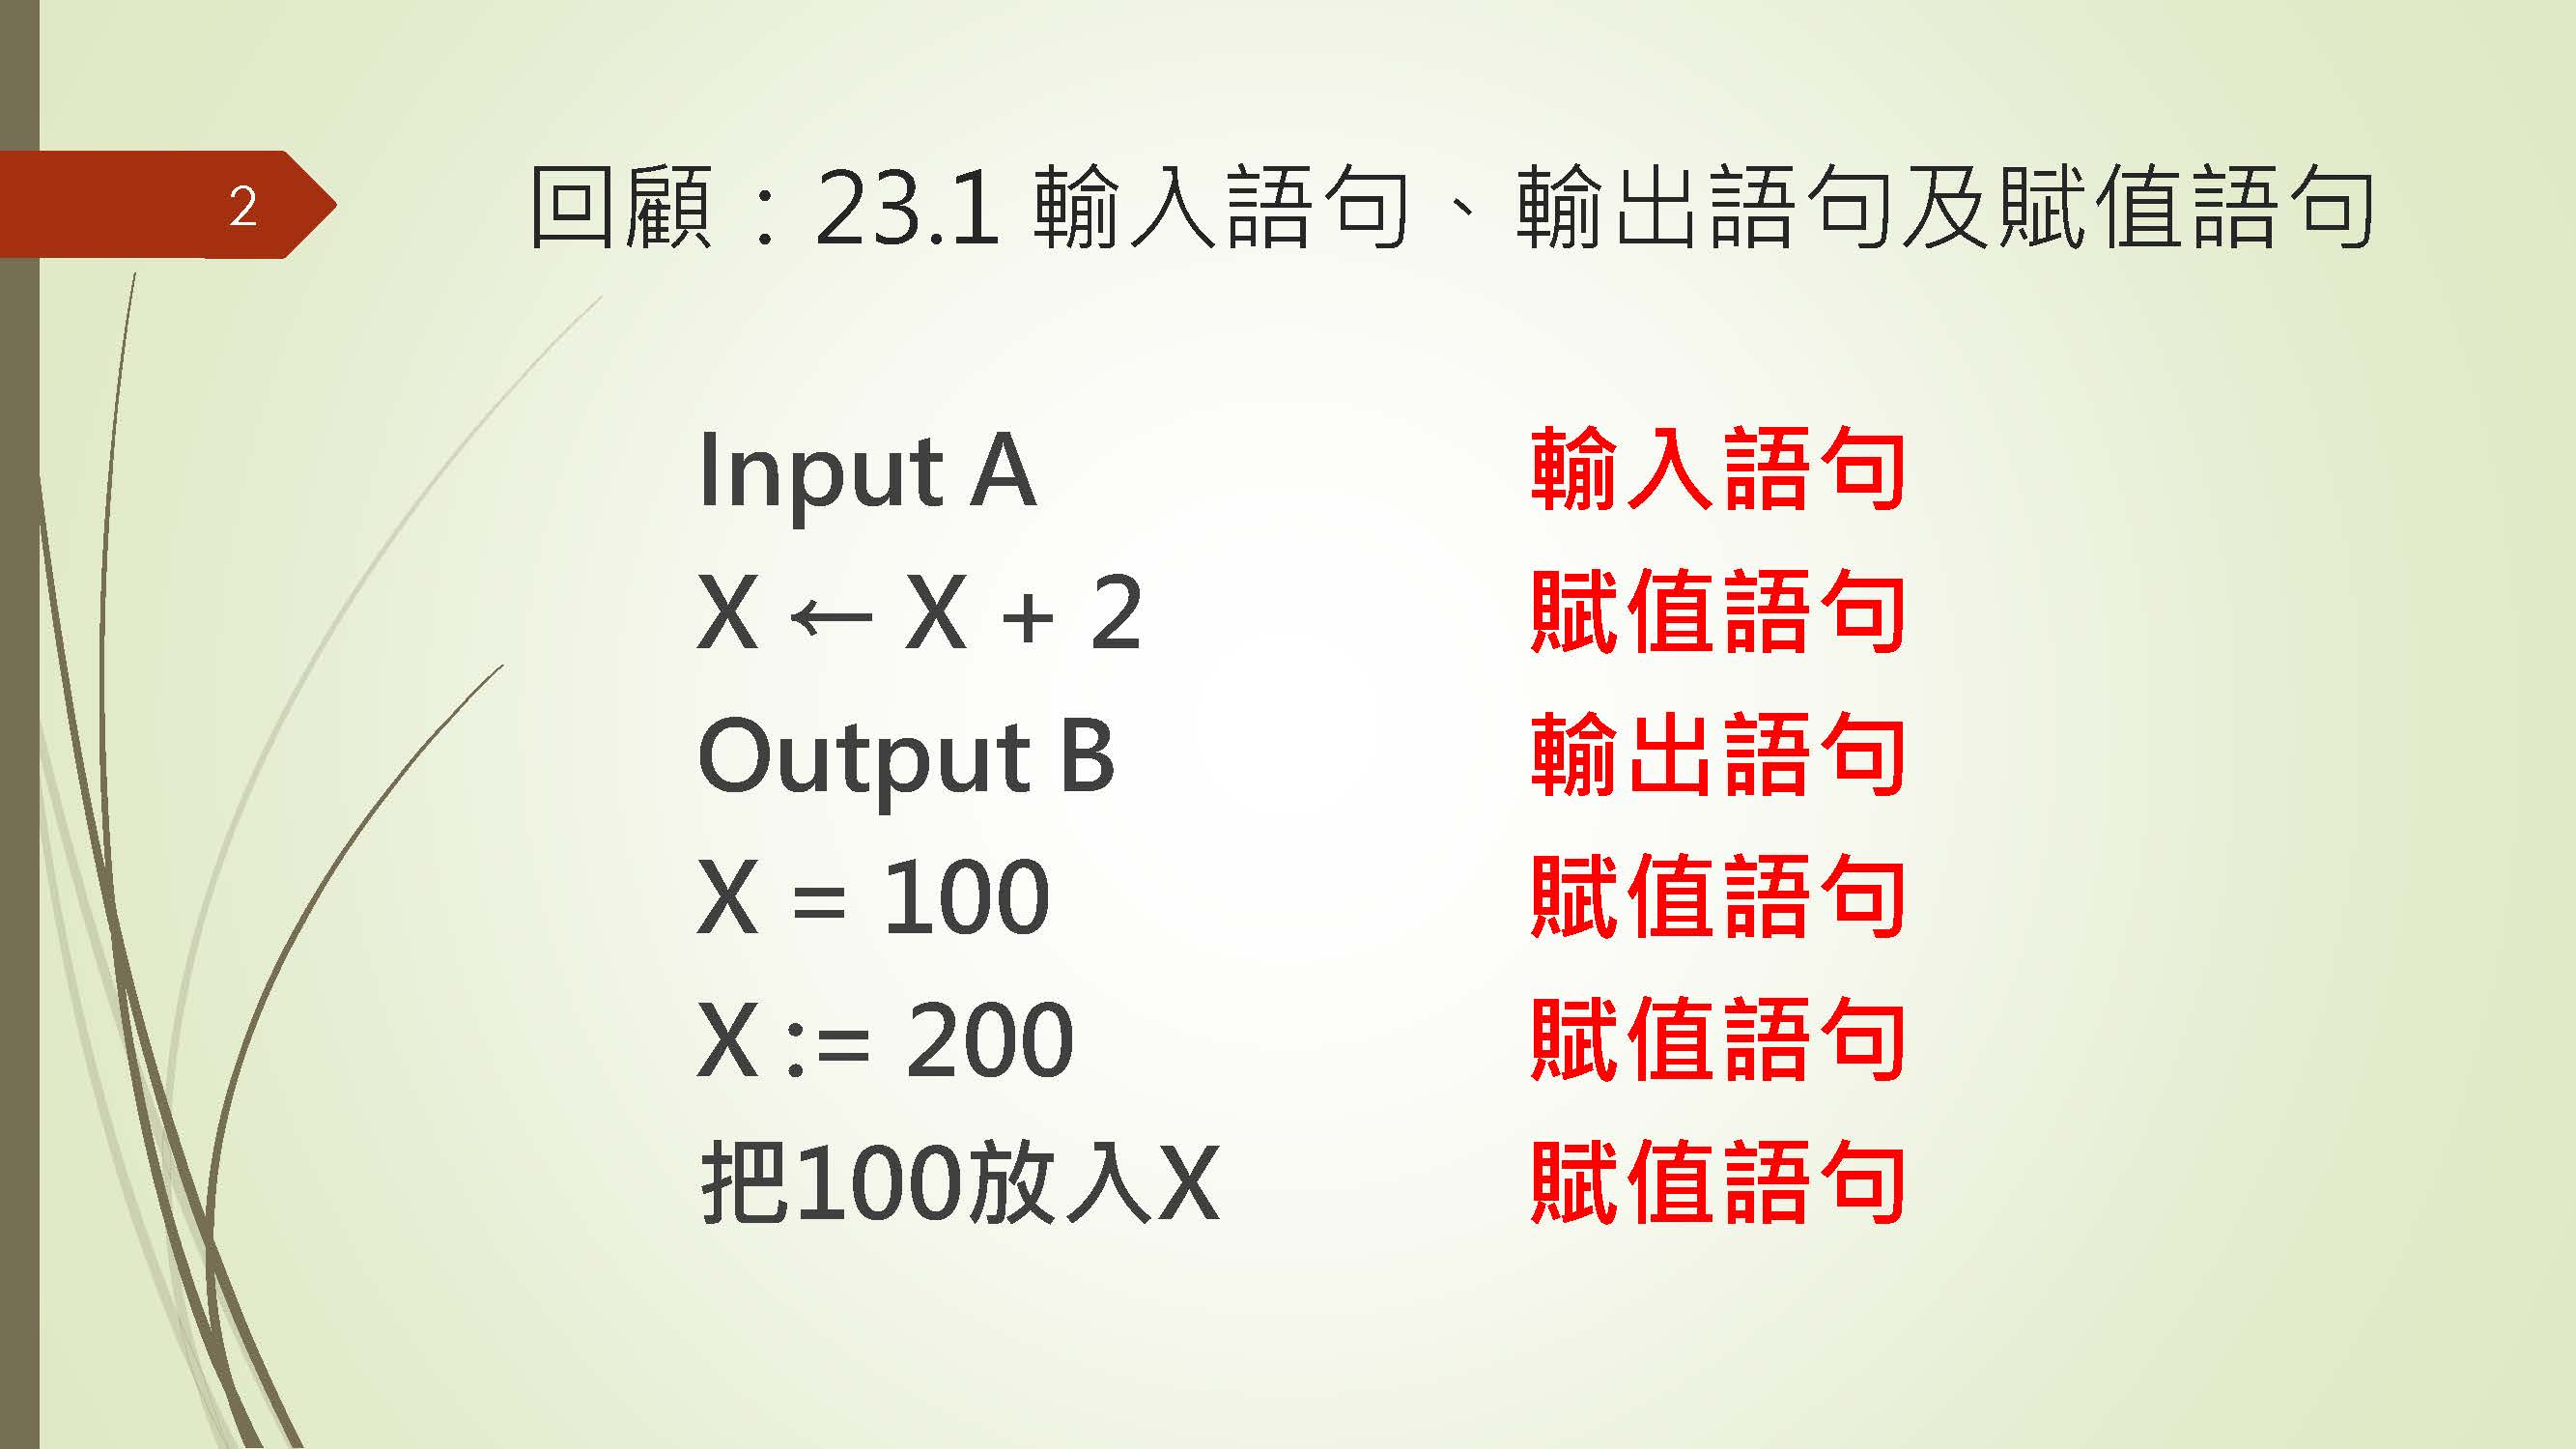 2
回顧：23.1 輸入語句、輸出語句及賦值語句
Input A 輸入語句
X ← X + 2 賦值語句
Output B 輸出語句
X = 100 賦值語句
X := 200 賦值語句
把100放入X 賦值語句